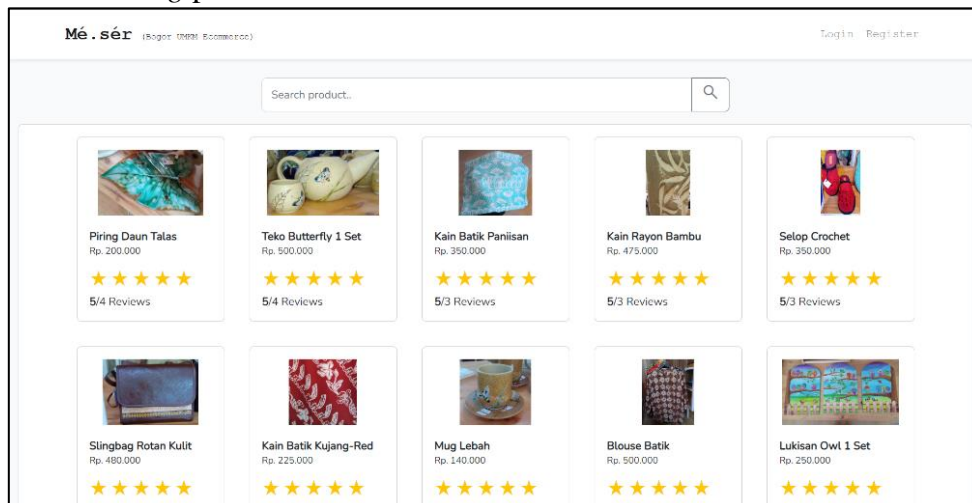 Mé.sér (Bogor UMKM Ecommerce)
Login Register
Search product..
Piring Daun Talas
Rp. 200.000
★★★★★
5/4 Reviews
Teko Butterfly 1 Set
Rp. 500.000
★★★★★
5/4 Reviews
Kain Batik Paniisan
Rp. 350.000
★★★★★
5/3 Reviews
Kain Rayon Bambu
Rp. 475.000
★★★★★
5/3 Reviews
Selop Crochet
Rp. 350.000
★★★★★
5/3 Reviews
Slingbag Rotan Kulit
Rp. 480.000
★★★★★
Kain Batik Kujang-Red
Rp. 225.000
★★★★★
Mug Lebah
Rp. 140.000
★★★★★
Blouse Batik
Rp. 500.000
★★★★★
Lukisan Owl 1 Set
Rp. 250.000
★★★★★